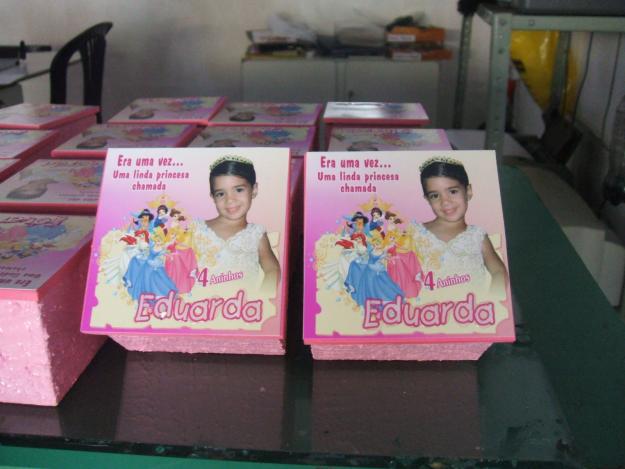 Era uma vez...
Uma linda princesa
chamada
4 Aninhos
Eduarda
Era uma vez...
Uma linda princesa
chamada
4 Aninhos
Eduarda